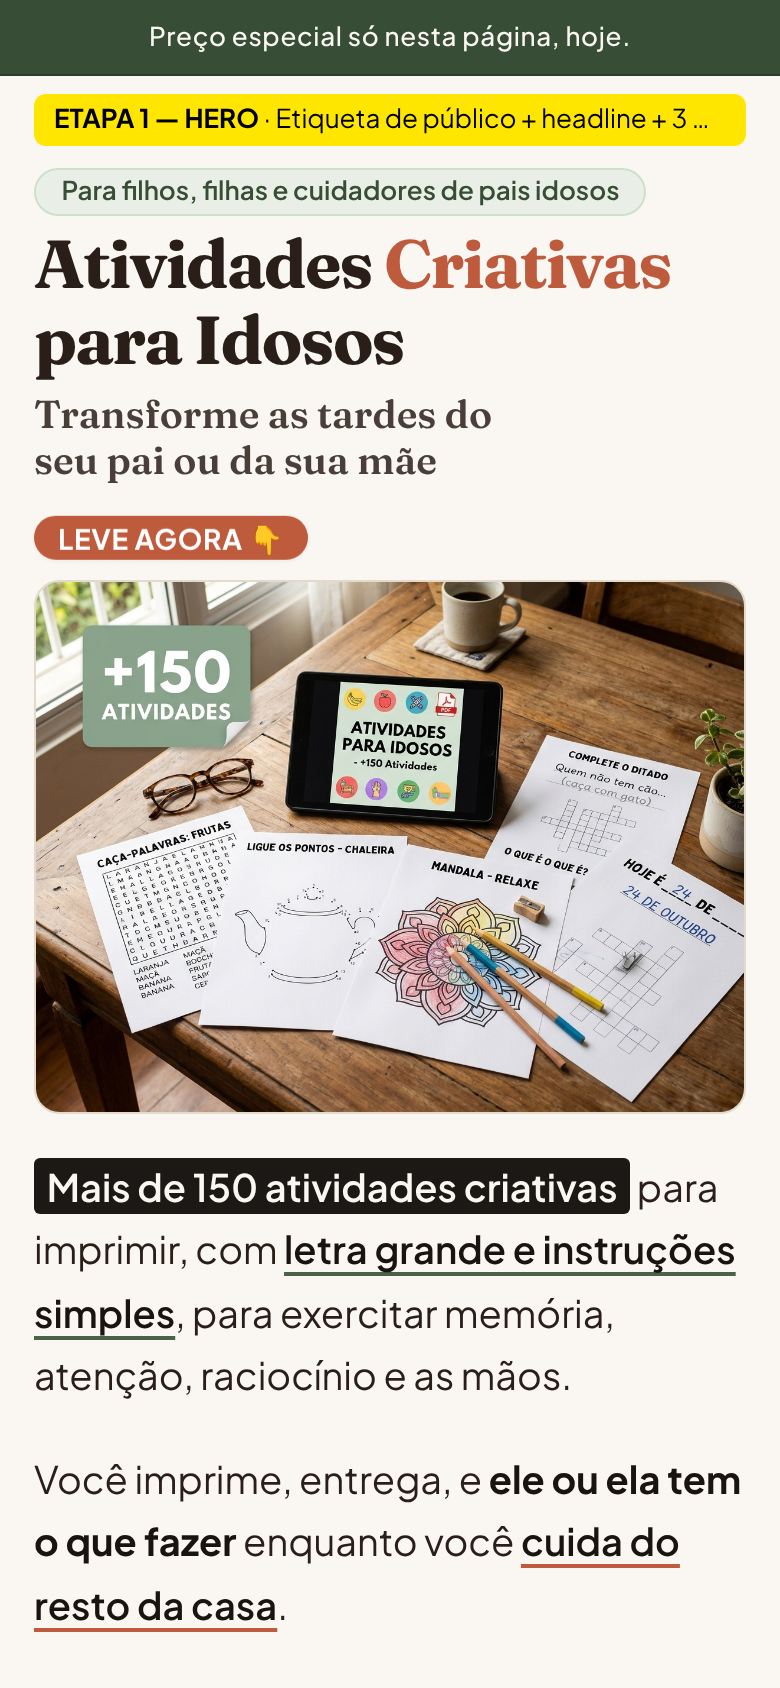 Preço especial só nesta página, hoje.
ETAPA 1 — HERO · Etiqueta de público + headline + 3 ...
Para filhos, filhas e cuidadores de pais idosos
Atividades Criativas
para Idosos
Transforme as tardes do
seu pai ou da sua mãe
LEVE AGORA 👇
+150
ATIVIDADES
PDF
ATIVIDADES
PARA IDOSOS
- +150 Atividades
COMPLETE O DITADO
Quem não tem cão...
(caça com gato)
CAÇA-PALAVRAS: FRUTAS
LARANJA
MAÇÃ
BANANA
BANANA
LIGUE OS PONTOS - CHALEIRA
MANDALA - RELAXE
O QUE É O QUE É?
HOJE É 24 DE
24 DE OUTUBRO
Mais de 150 atividades criativas para
imprimir, com letra grande e instruções
simples, para exercitar memória,
atenção, raciocínio e as mãos.
Você imprime, entrega, e ele ou ela tem
o que fazer enquanto você cuida do
resto da casa.